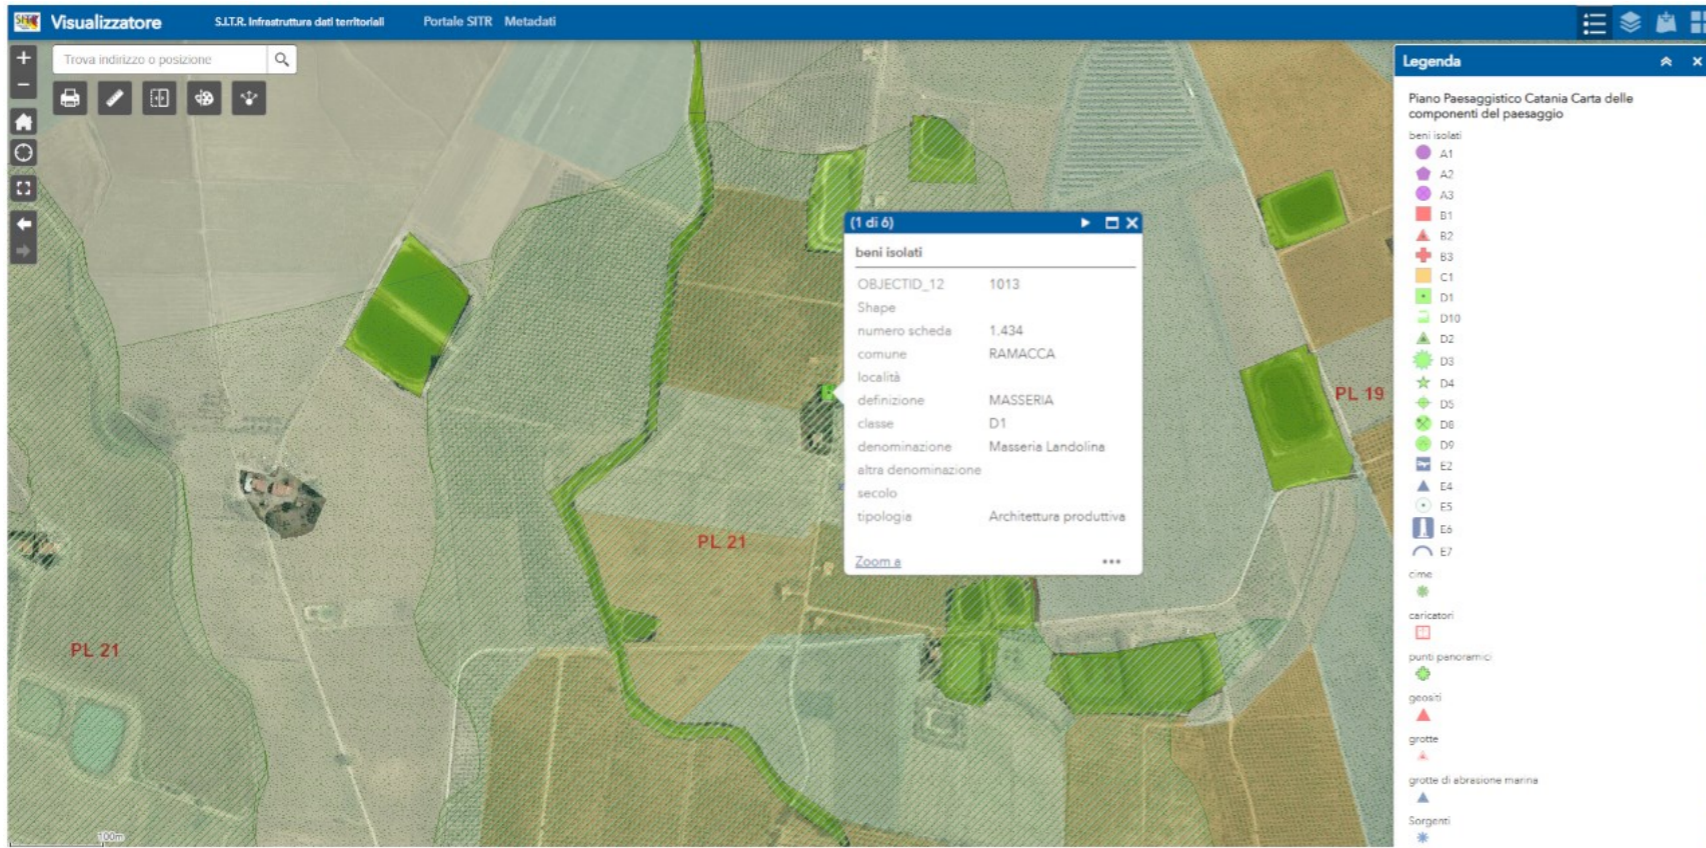 Visualizzatore S.I.T.R. Infrastruttura dati territoriali Portale SITR Metadati
Trova indirizzo o posizione
PL 21
PL 21
PL 19
100m
(1 di 6)
beni isolati
OBJECTID_12 1013
Shape
numero scheda 1.434
comune RAMACCA
località
definizione MASSERIA
classe D1
denominazione Masseria Landolina
altra denominazione
secolo
tipologia Architettura produttiva
Zoom a
Legenda
Piano Paesaggistico Catania Carta delle
componenti del paesaggio
beni isolati
A1
A2
A3
B1
B2
B3
C1
D1
D10
D2
D3
D4
D5
D8
D9
E2
E4
E5
E6
E7
cime
caricatori
punti panoramici
geositi
grotte
grotte di abrasione marina
Sorgenti